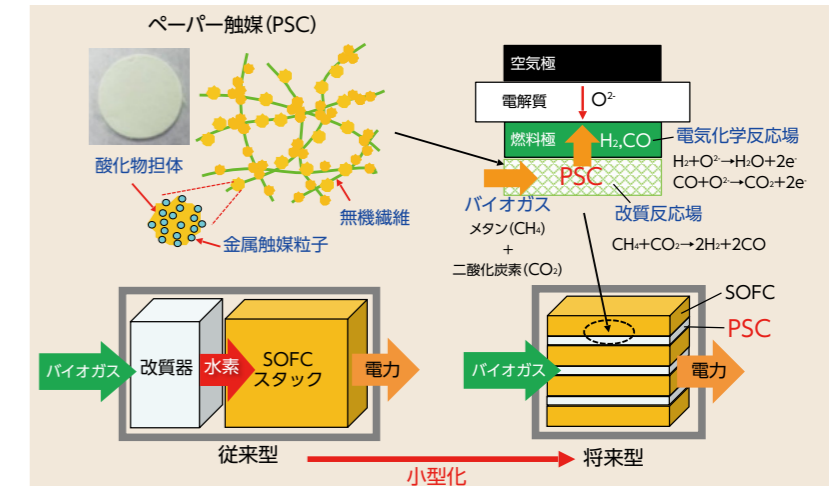 ペーパー触媒(PSC)
酸化物担体
無機繊維
金属触媒粒子
空気極
電解質
O²⁻
燃料極
H₂,CO
PSC
電気化学反応場
H₂+O²⁻→H₂O+2e⁻
CO+O²⁻→CO₂+2e⁻
バイオガス
メタン(CH₄)
+
二酸化炭素(CO₂)
改質反応場
CH₄+CO₂→2H₂+2CO
バイオガス
改質器
水素
SOFC
スタック
電力
従来型
小型化
SOFC
PSC
バイオガス
電力
将来型